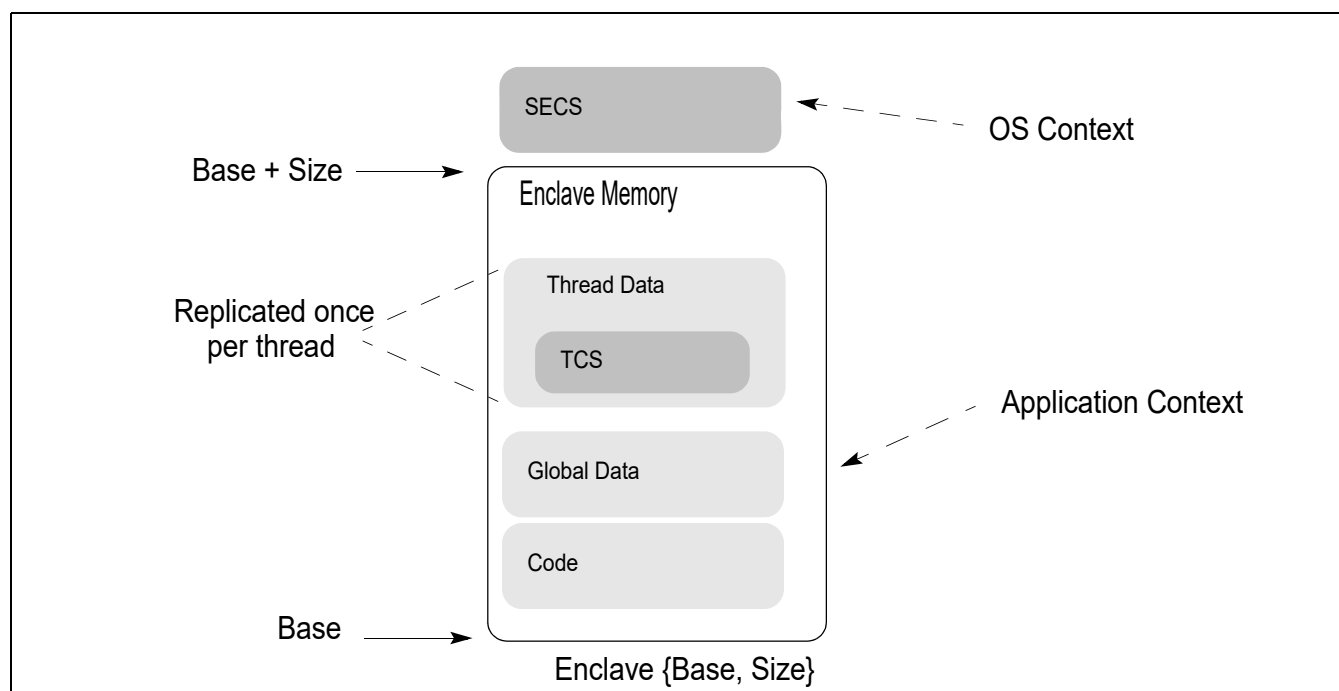 SECS
OS Context
Base + Size
Enclave Memory
Thread Data
Replicated once
per thread
TCS
Application Context
Global Data
Code
Base
Enclave {Base, Size}